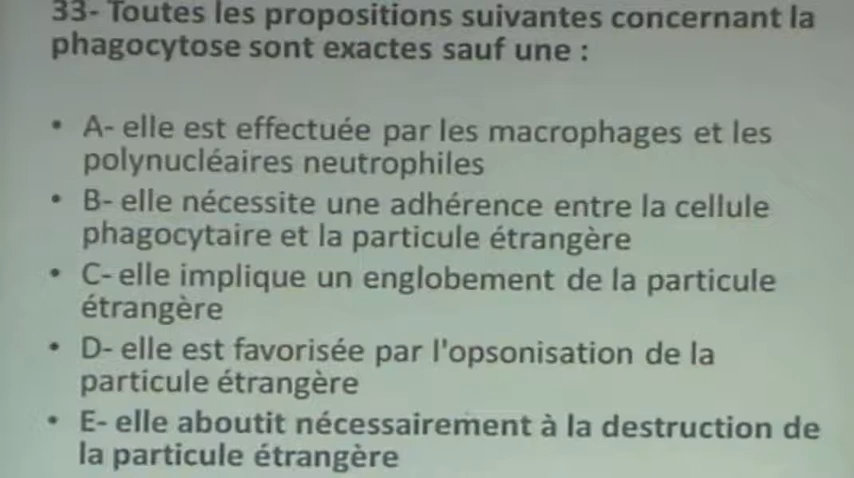 33- Toutes les propositions suivantes concernant la
phagocytose sont exactes sauf une :
• A- elle est effectuée par les macrophages et les
polynucléaires neutrophiles
• B- elle nécessite une adhérence entre la cellule
phagocytaire et la particule étrangère
• C- elle implique un englobement de la particule
étrangère
• D- elle est favorisée par l'opsonisation de la
particule étrangère
• E- elle aboutit nécessairement à la destruction de
la particule étrangère